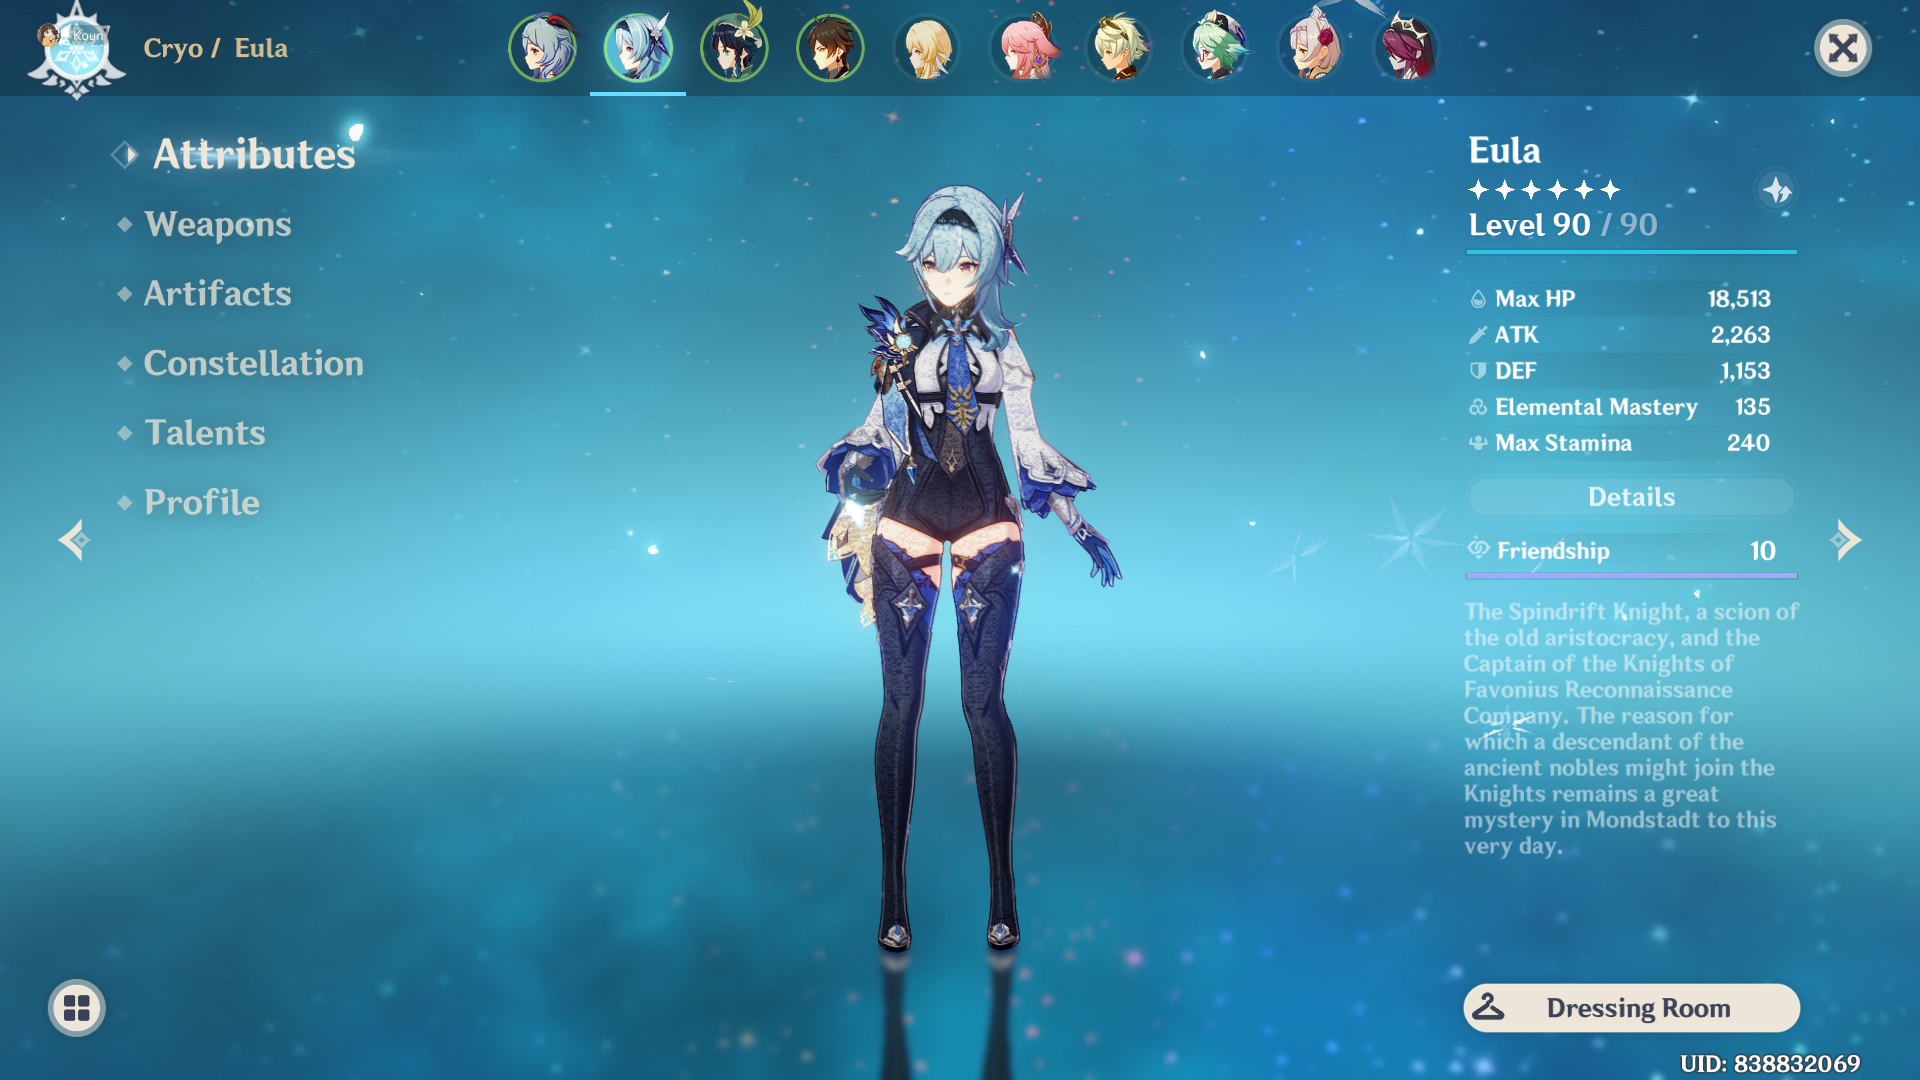 Koun
Cryo / Eula
Attributes
Weapons
Artifacts
Constellation
Talents
Profile
Eula
Level 90 / 90
Max HP 18,513
ATK 2,263
DEF 1,153
Elemental Mastery 135
Max Stamina 240
Details
Friendship 10
The Spindrift Knight, a scion of
the old aristocracy, and the
Captain of the Knights of
Favonius Reconnaissance
Company. The reason for
which a descendant of the
ancient nobles might join the
Knights remains a great
mystery in Mondstadt to this
very day.
Dressing Room
UID: 838832069